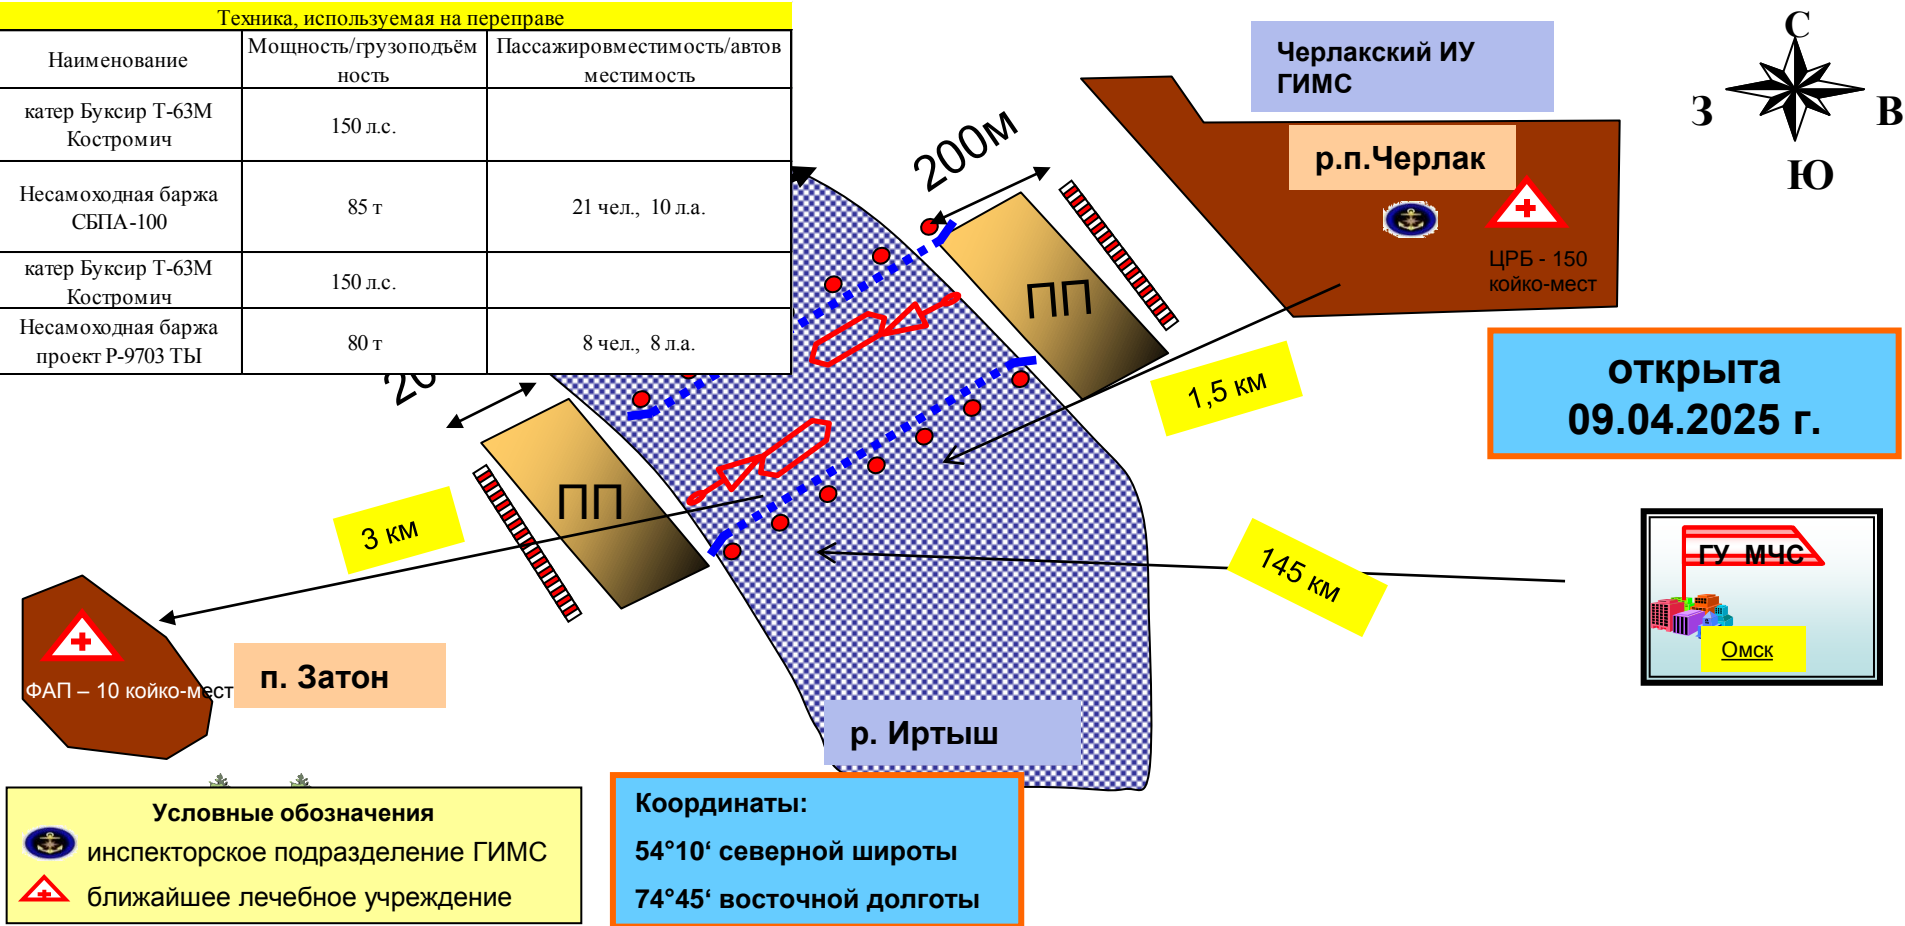 Техника, используемая на переправе
Наименование
Мощность/грузоподъём
ность
Пассажировместимость/автов
местимость
катер Буксир Т-63М
Костромич
150 л.с.
Несамоходная баржа
СБПА-100
85 т
21 чел., 10 л.а.
катер Буксир Т-63М
Костромич
150 л.с.
Несамоходная баржа
проект Р-9703 ТЫ
80 т
8 чел., 8 л.а.
200м
Черлакский ИУ
ГИМС
С
З
В
Ю
р.п.Черлак
ЦРБ - 150
койко-мест
ПП
1,5 км
открыта
09.04.2025 г.
ПП
3 км
145 км
ГУ МЧС
Омск
ФАП – 10 койко-мест
п. Затон
р. Иртыш
Условные обозначения
инспекторское подразделение ГИМС
ближайшее лечебное учреждение
Координаты:
54°10‘ северной широты
74°45‘ восточной долготы